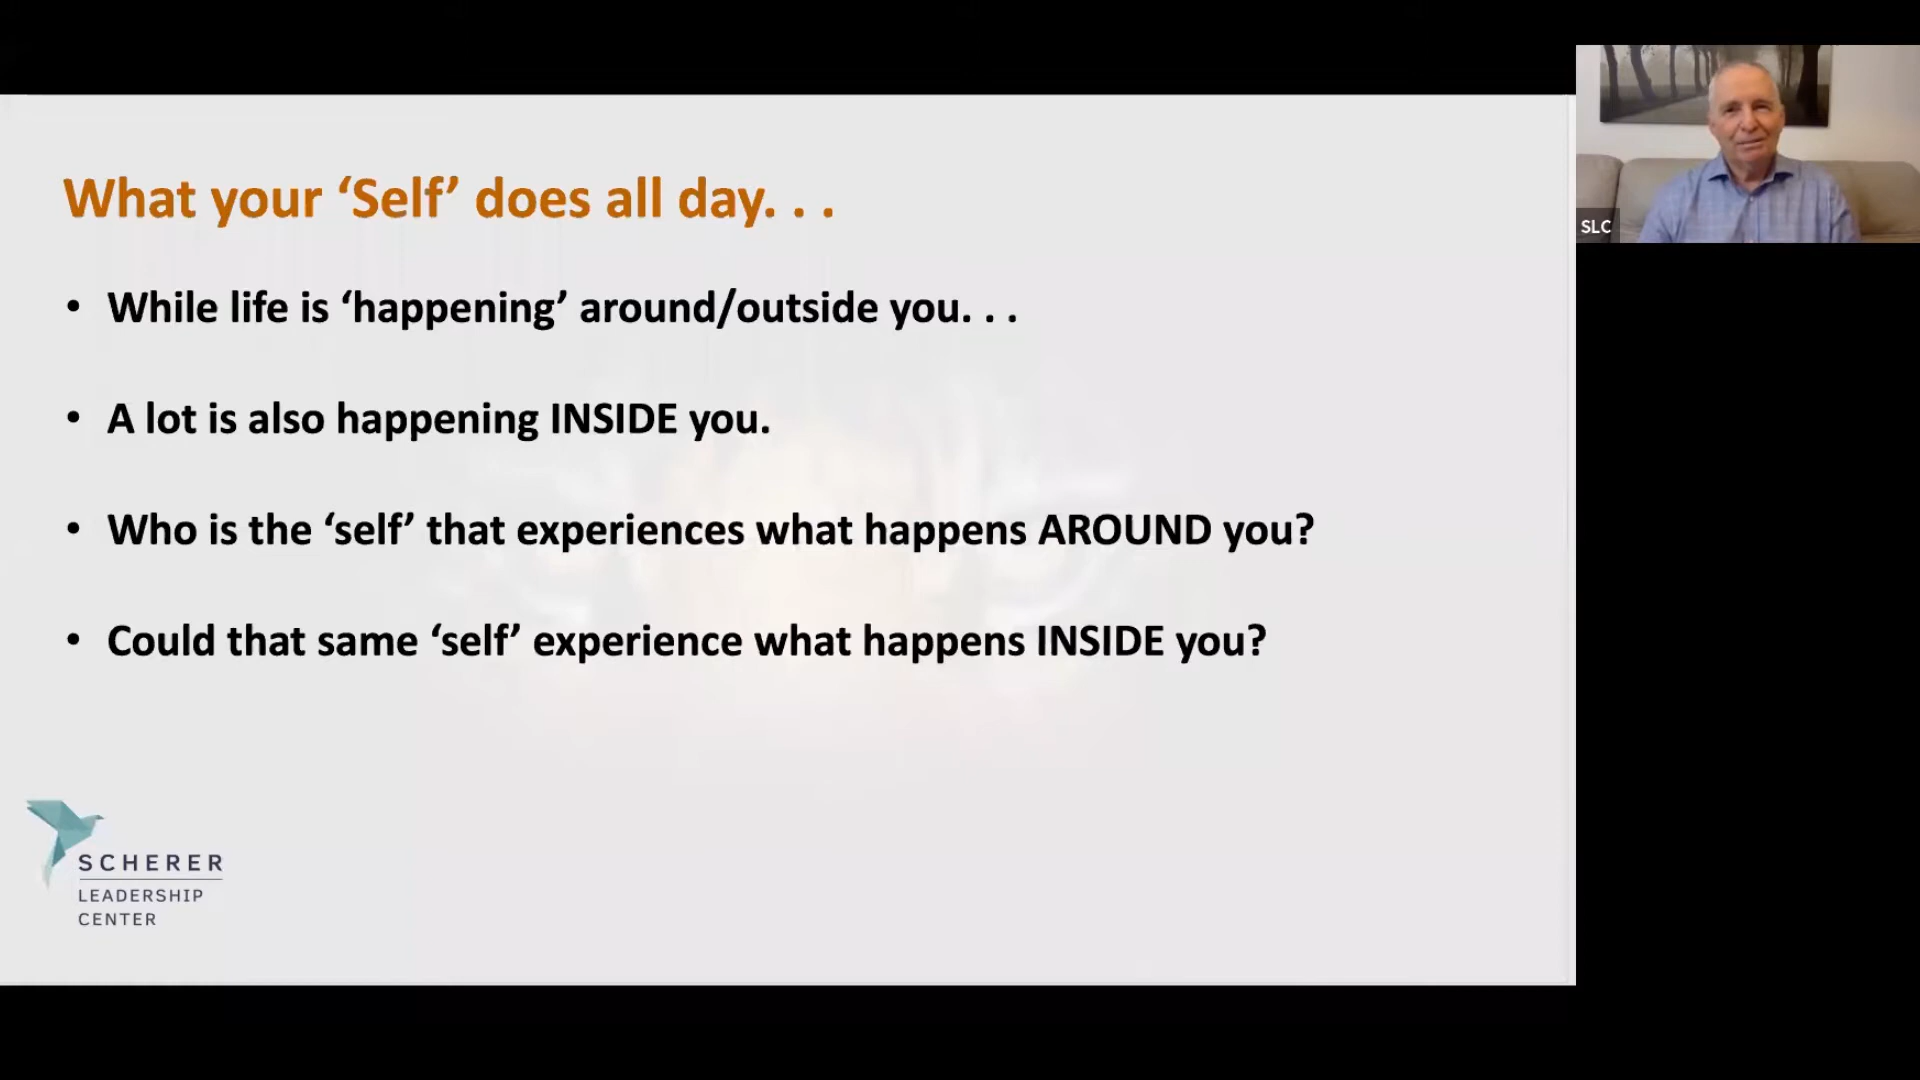 What your ‘Self’ does all day. . .
• While life is ‘happening’ around/outside you. . .
• A lot is also happening INSIDE you.
• Who is the ‘self’ that experiences what happens AROUND you?
• Could that same ‘self’ experience what happens INSIDE you?
SCHERER
LEADERSHIP
CENTER
SLC